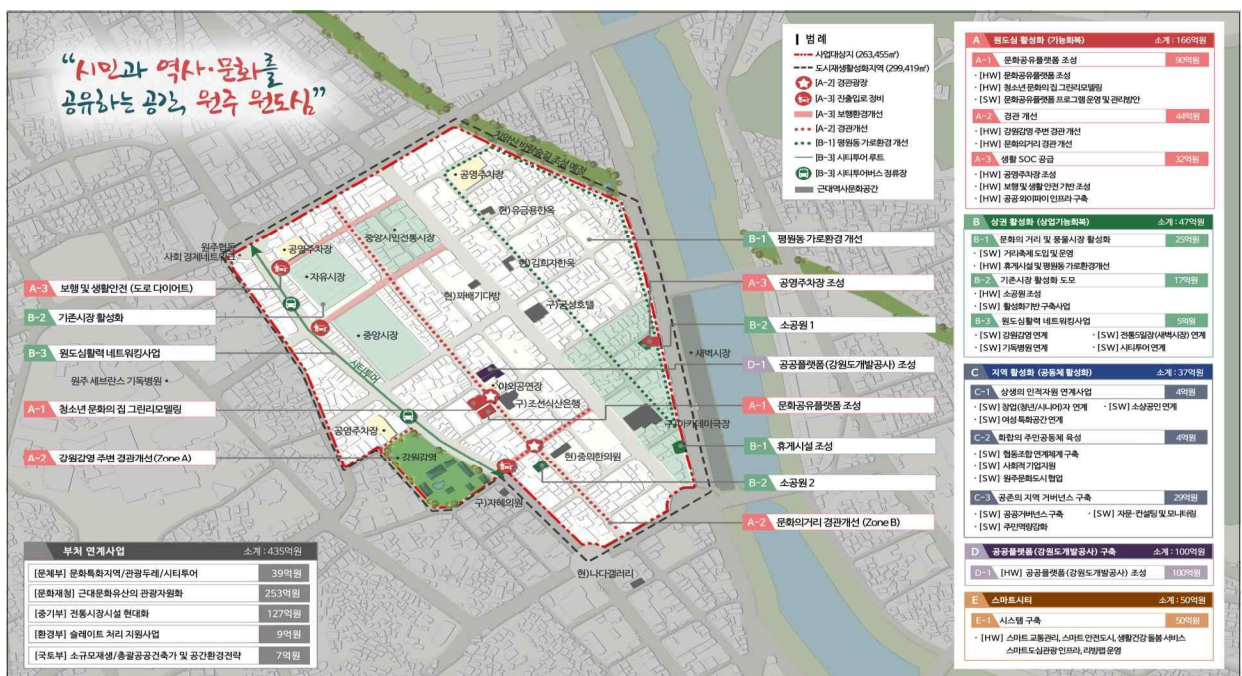 “시민과 역사·문화를
공유하는 공간, 원주 원도심”
범례
사업대상지 (263,455㎡)
도시재생활성화지역 (299,419㎡)
[A-2] 경관광장
[A-3] 진출입로 정비
[A-3] 보행환경개선
[A-2] 경관개선
[B-1] 평원동 가로환경 개선
[B-3] 시티투어 루트
[B-3] 시티투어버스 정류장
근대역사문화공간
치악산 바람숲길 조성 예정
공영주차장
현)유금용한옥
원주협동
사회 경제네트워크
공영주차장
중앙시민전통시장
자유시장
현)김희자한옥
현)꽈배기다방
구)금성호텔
중앙시장
시티투어
새벽시장
원주 세브란스 기독병원
야외공연장
구)조선식산은행
공영주차장
구)아카데미극장
강원감영
현)중의한의원
구)자혜의원
현)나다갤러리
A-3 보행 및 생활안전 (도로 다이어트)
B-2 기존시장 활성화
B-3 원도심활력 네트워킹사업
A-1 청소년 문화의 집 그린리모델링
A-2 강원감영 주변 경관개선(Zone A)
B-1 평원동 가로환경 개선
A-3 공영주차장 조성
B-2 소공원 1
D-1 공공플랫폼(강원도개발공사) 조성
A-1 문화공유플랫폼 조성
B-1 휴게시설 조성
B-2 소공원 2
A-2 문화의거리 경관개선 (Zone B)
부처 연계사업 소계 : 435억원
[문체부] 문화특화지역/관광두레/시티투어 39억원
[문화재청] 근대문화유산의 관광자원화 253억원
[중기부] 전통시장시설 현대화 127억원
[환경부] 슬레이트 처리 지원사업 9억원
[국토부] 소규모재생/총괄공공건축가 및 공간환경전략 7억원
A 원도심 활성화 (기능회복) 소계 : 166억원
A-1 문화공유플랫폼 조성 90억원
· [HW] 문화공유플랫폼 조성
· [HW] 청소년 문화의 집 그린리모델링
· [SW] 문화공유플랫폼 프로그램 운영 및 관리방안
A-2 경관 개선 44억원
· [HW] 강원감영 주변 경관 개선
· [HW] 문화의거리 경관 개선
A-3 생활 SOC 공급 32억원
· [HW] 공영주차장 조성
· [HW] 보행 및 생활 안전 기반 조성
· [HW] 공공 와이파이 인프라 구축
B 상권 활성화 (상업기능회복) 소계 : 47억원
B-1 문화의 거리 및 풍물시장 활성화 25억원
· [SW] 거리축제 도입 및 운영
· [HW] 휴게시설 및 평원동 가로환경개선
B-2 기존시장 활성화 도모 17억원
· [HW] 소공원 조성
· [SW] 활성화기반 구축사업
B-3 원도심활력 네트워킹사업 5억원
· [SW] 강원감영 연계 · [SW] 전통5일장(새벽시장) 연계
· [SW] 기독병원 연계 · [SW] 시티투어 연계
C 지역 활성화 (공동체 활성화) 소계 : 37억원
C-1 상생의 인적자원 연계사업 4억원
· [SW] 창업(청년/시니어)자 연계 · [SW] 소상공인 연계
· [SW] 여성 특화공간 연계
C-2 화합의 주민공동체 육성 4억원
· [SW] 협동조합 연계체계 구축
· [SW] 사회적 기업지원
· [SW] 원주문화도시 협업
C-3 공존의 지역 거버넌스 구축 29억원
· [SW] 공공거버넌스 구축 · [SW] 자문·컨설팅 및 모니터링
· [SW] 주민역량강화
D 공공플랫폼(강원도개발공사) 구축 소계 : 100억원
D-1 [HW] 공공플랫폼(강원도개발공사) 조성 100억원
E 스마트시티 소계 : 50억원
E-1 시스템 구축 50억원
· [HW] 스마트 교통관리, 스마트 안전도시, 생활건강 돌봄 서비스
스마트도심관광 인프라, 리빙랩 운영